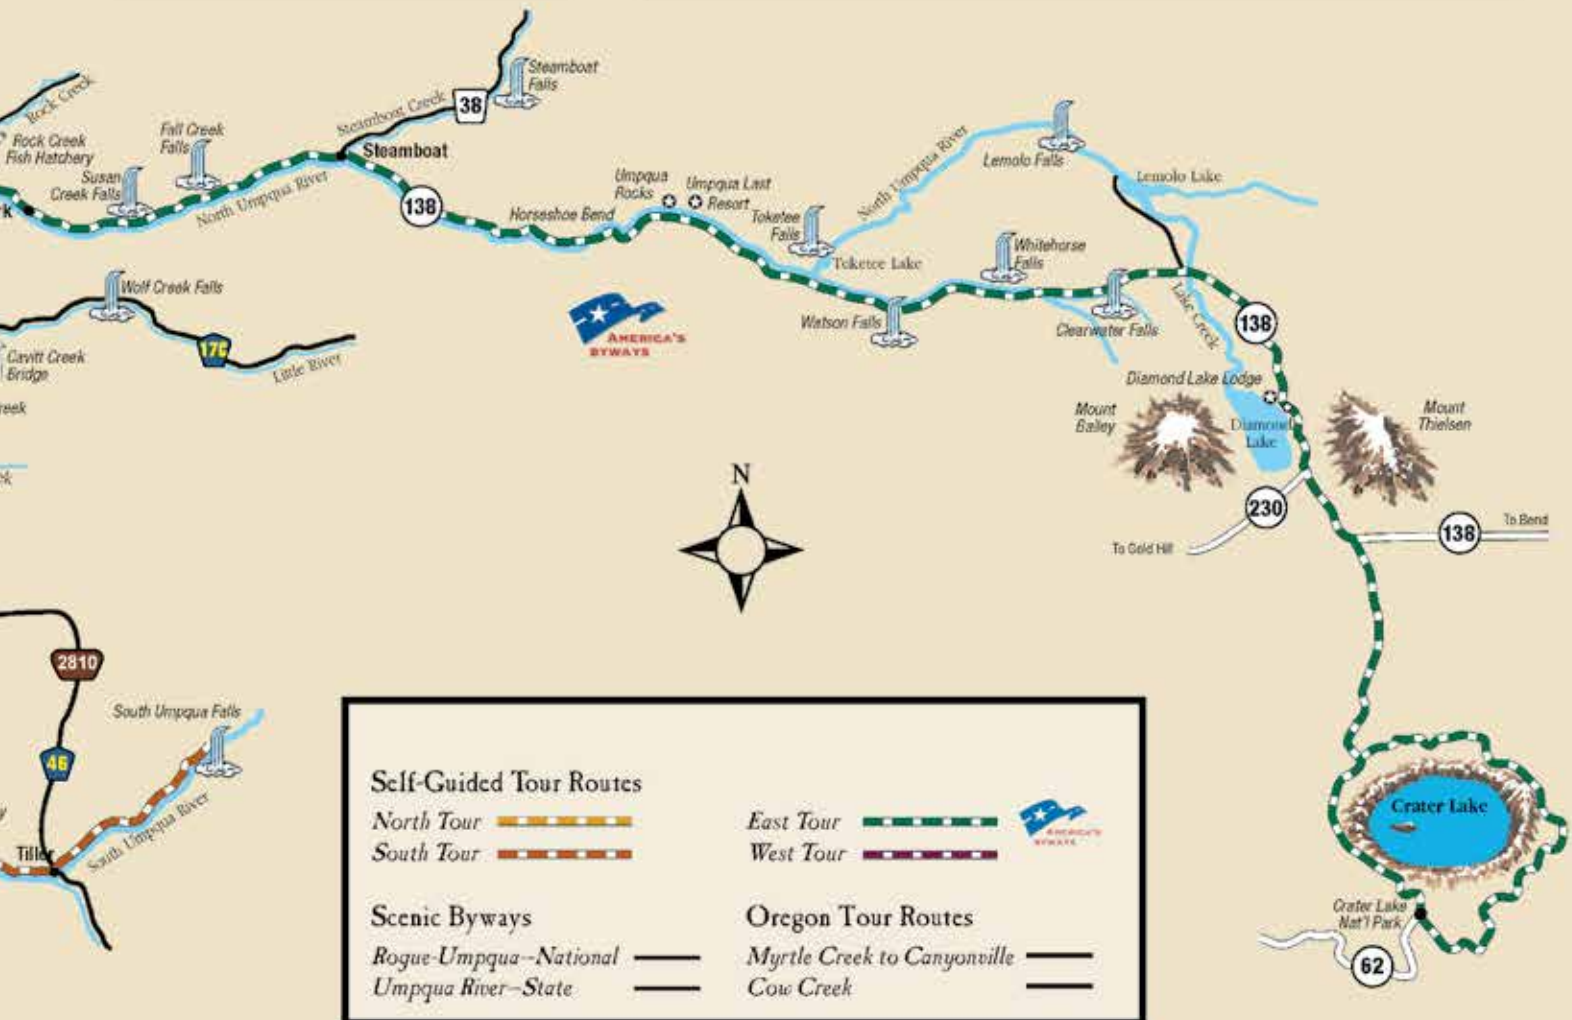 Rock Creek
Rock Creek
Fish Hatchery
Susan
Creek Falls
Fall Creek
Falls
North Umpqua River
Steamboat Creek
38
Steamboat
Falls
Steamboat
138
Horseshoe Bend
Umpqua
Rocks
Umpqua Last
Resort
Toketee
Falls
Toketee Lake
North Umpqua River
Lemolo Falls
Lemolo Lake
Whitehorse
Falls
Watson Falls
Clearwater Falls
Lake Creek
138
Diamond Lake Lodge
Mount
Bailey
Diamond
Lake
Mount
Thielsen
230
To Gold Hill
138
To Bend
Wolf Creek Falls
17C
Little River
Cavitt Creek
Bridge
reek
AMERICA'S
BYWAYS
N
2810
46
South Umpqua Falls
South Umpqua River
Tiller
Crater Lake
Crater Lake
Nat'l Park
62
Self-Guided Tour Routes
North Tour
South Tour
East Tour
West Tour
AMERICA'S
BYWAYS
Scenic Byways
Rogue-Umpqua--National
Umpqua River--State
Oregon Tour Routes
Myrtle Creek to Canyonville
Cow Creek